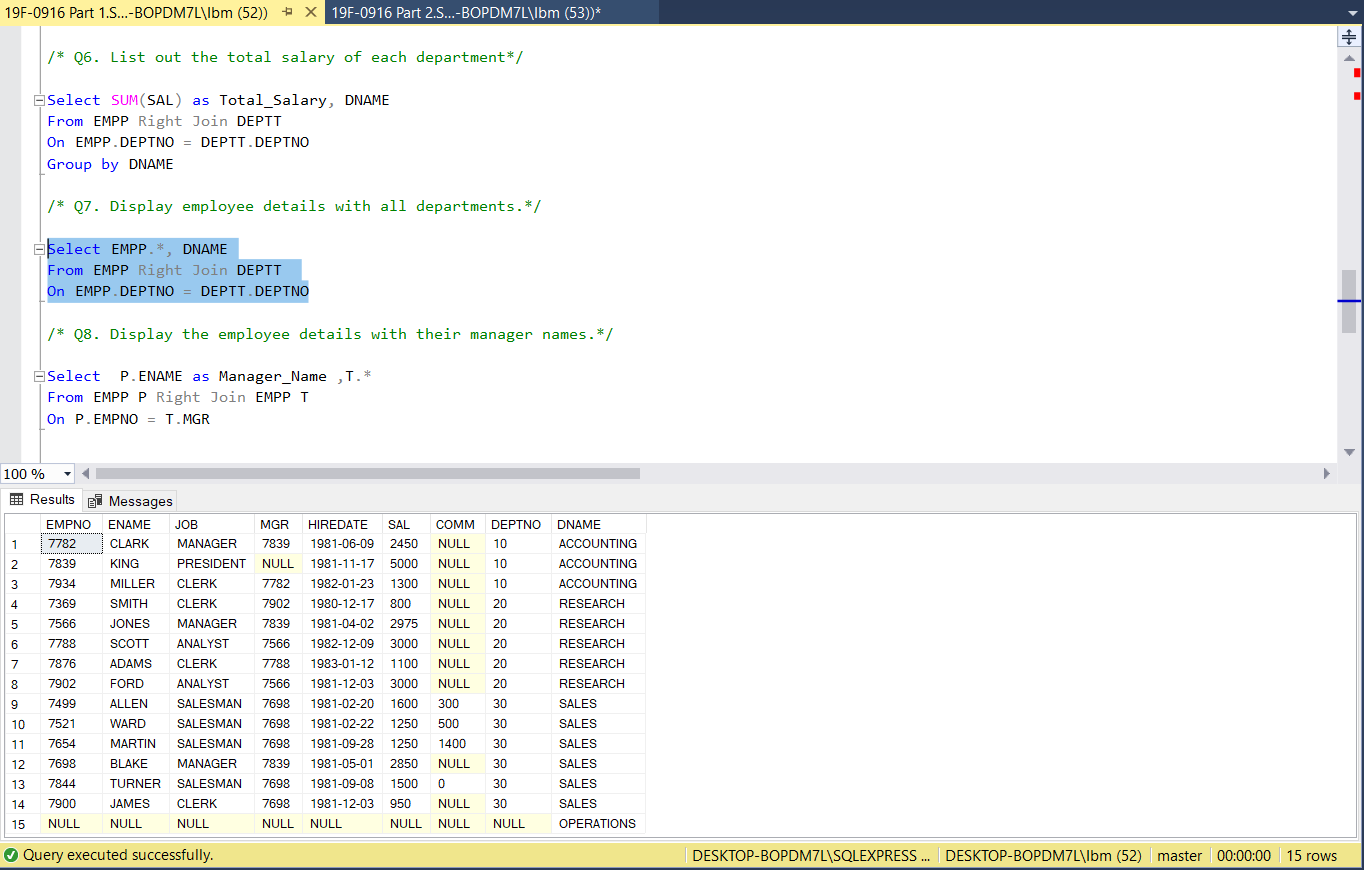 19F-0916 Part 1.S...-BOPDM7L\Ibm (52)) 19F-0916 Part 2.S...-BOPDM7L\Ibm (53))*
/* Q6. List out the total salary of each department*/
Select SUM(SAL) as Total_Salary, DNAME
From EMPP Right Join DEPTT
On EMPP.DEPTNO = DEPTT.DEPTNO
Group by DNAME
/* Q7. Display employee details with all departments.*/
Select EMPP.*, DNAME
From EMPP Right Join DEPTT
On EMPP.DEPTNO = DEPTT.DEPTNO
/* Q8. Display the employee details with their manager names.*/
Select  P.ENAME as Manager_Name ,T.*
From EMPP P Right Join EMPP T
On P.EMPNO = T.MGR
100 %
Results Messages
EMPNO ENAME JOB MGR HIREDATE SAL COMM DEPTNO DNAME
1 7782 CLARK MANAGER 7839 1981-06-09 2450 NULL 10 ACCOUNTING
2 7839 KING PRESIDENT NULL 1981-11-17 5000 NULL 10 ACCOUNTING
3 7934 MILLER CLERK 7782 1982-01-23 1300 NULL 10 ACCOUNTING
4 7369 SMITH CLERK 7902 1980-12-17 800 NULL 20 RESEARCH
5 7566 JONES MANAGER 7839 1981-04-02 2975 NULL 20 RESEARCH
6 7788 SCOTT ANALYST 7566 1982-12-09 3000 NULL 20 RESEARCH
7 7876 ADAMS CLERK 7788 1983-01-12 1100 NULL 20 RESEARCH
8 7902 FORD ANALYST 7566 1981-12-03 3000 NULL 20 RESEARCH
9 7499 ALLEN SALESMAN 7698 1981-02-20 1600 300 30 SALES
10 7521 WARD SALESMAN 7698 1981-02-22 1250 500 30 SALES
11 7654 MARTIN SALESMAN 7698 1981-09-28 1250 1400 30 SALES
12 7698 BLAKE MANAGER 7839 1981-05-01 2850 NULL 30 SALES
13 7844 TURNER SALESMAN 7698 1981-09-08 1500 0 30 SALES
14 7900 JAMES CLERK 7698 1981-12-03 950 NULL 30 SALES
15 NULL NULL NULL NULL NULL NULL NULL NULL OPERATIONS
Query executed successfully. DESKTOP-BOPDM7L\SQLEXPRESS ... DESKTOP-BOPDM7L\Ibm (52) master 00:00:00 15 rows